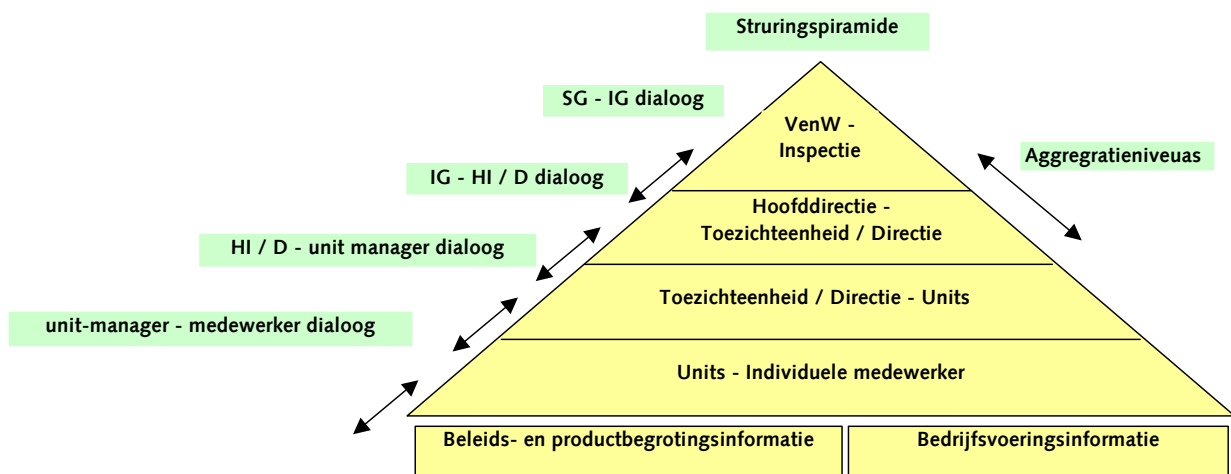 Struringspiramide
SG - IG dialoog
VenW -
Inspectie
Aggregratieniveuas
IG - HI / D dialoog
Hoofddirectie -
Toezichteenheid / Directie
HI / D - unit manager dialoog
Toezichteenheid / Directie - Units
unit-manager - medewerker dialoog
Units - Individuele medewerker
Beleids- en productbegrotingsinformatie
Bedrijfsvoeringsinformatie